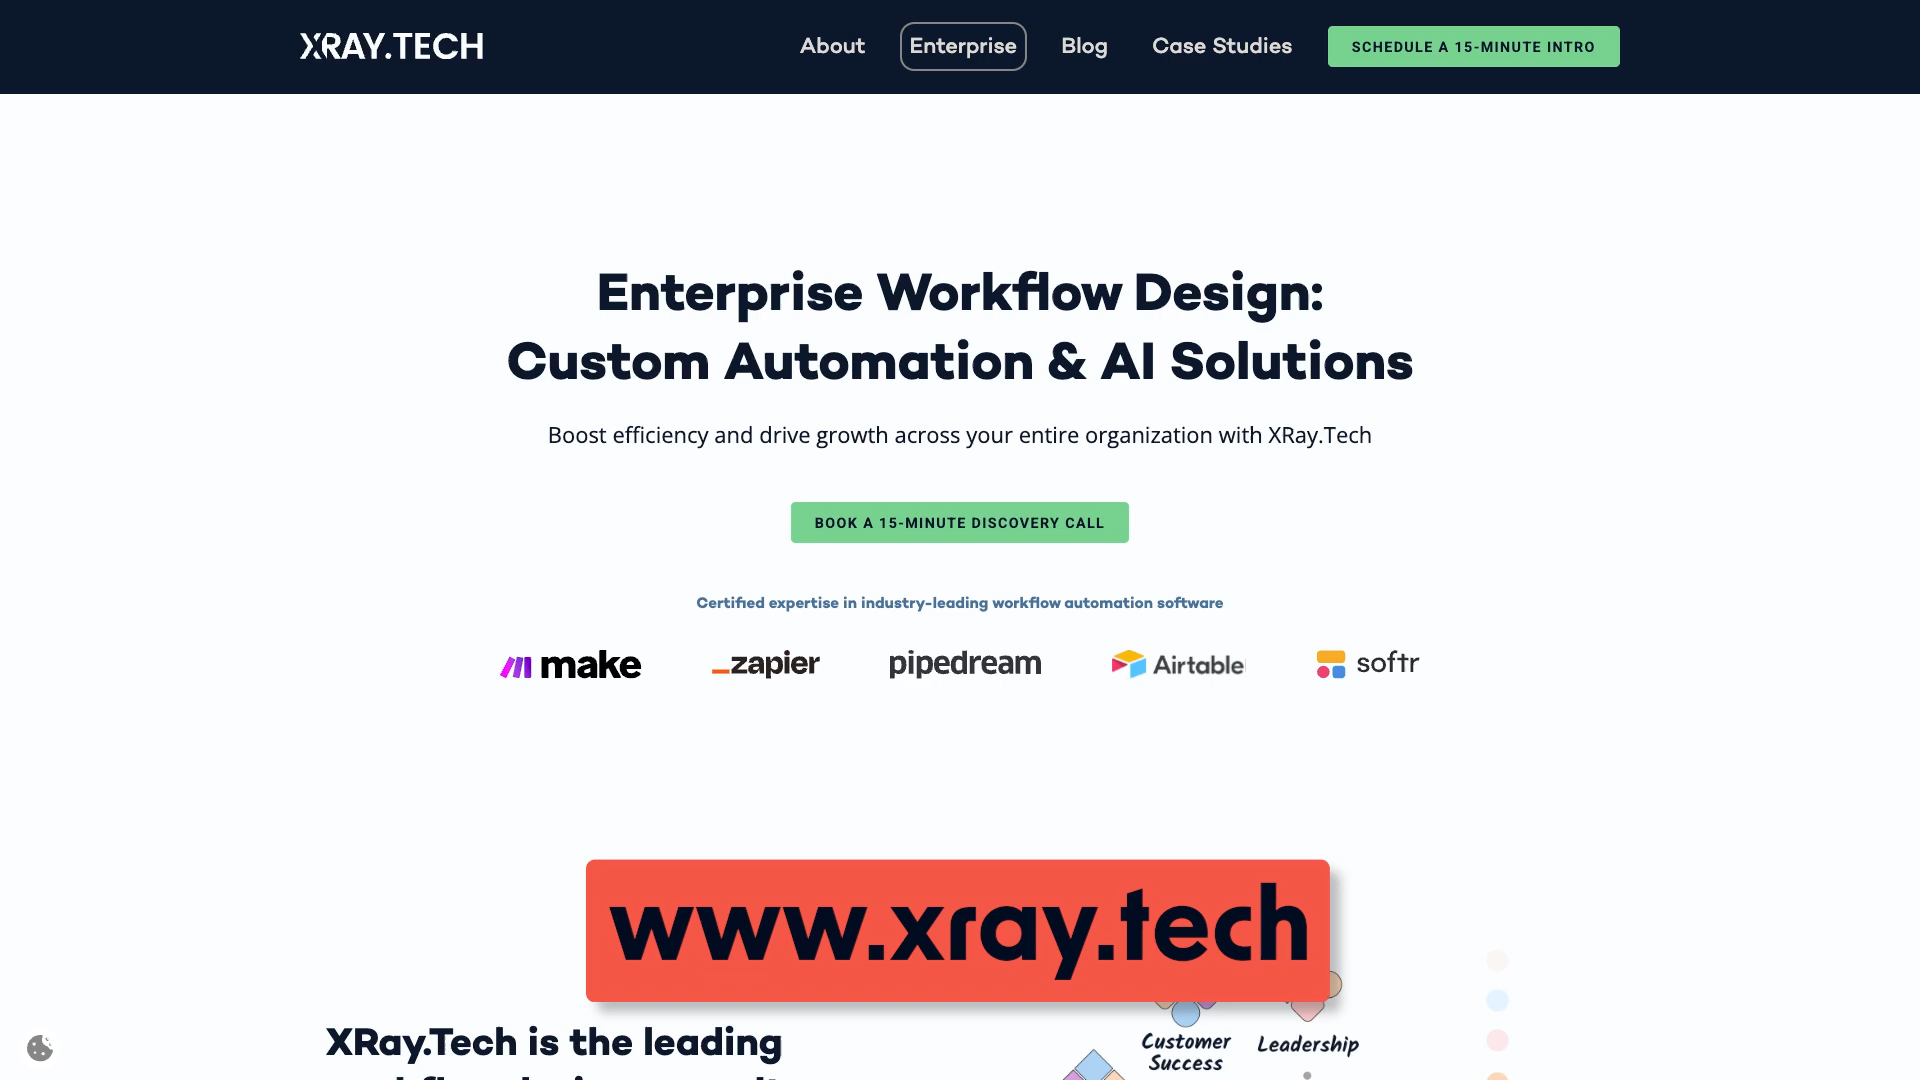 XRAY.TECH
About
Enterprise
Blog
Case Studies
SCHEDULE A 15-MINUTE INTRO
Enterprise Workflow Design:
Custom Automation & AI Solutions
Boost efficiency and drive growth across your entire organization with XRay.Tech
BOOK A 15-MINUTE DISCOVERY CALL
Certified expertise in industry-leading workflow automation software
make
_zapier
pipedream
Airtable
softr
www.xray.tech
XRay.Tech is the leading
Customer
Success
Leadership